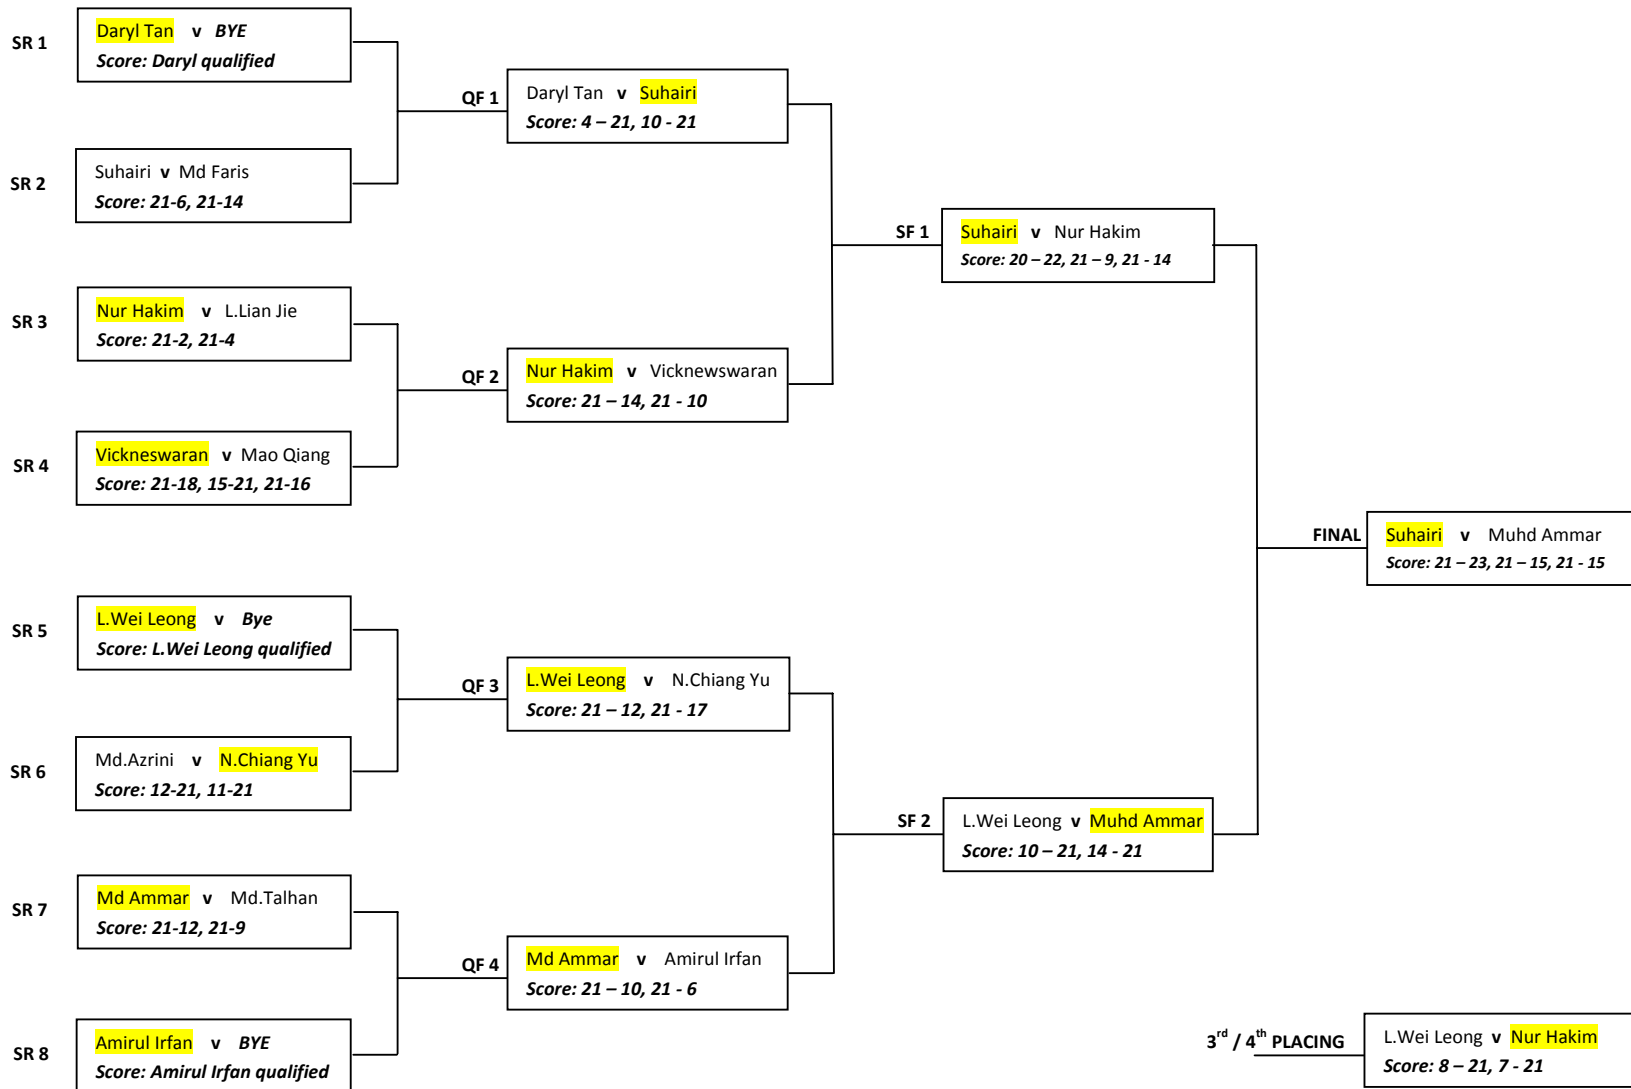 SR 1
Daryl Tan v BYE
Score: Daryl qualified
SR 2
Suhairi v Md Faris
Score: 21-6, 21-14
SR 3
Nur Hakim v L.Lian Jie
Score: 21-2, 21-4
SR 4
Vickneswaran v Mao Qiang
Score: 21-18, 15-21, 21-16
SR 5
L.Wei Leong v Bye
Score: L.Wei Leong qualified
SR 6
Md.Azrini v N.Chiang Yu
Score: 12-21, 11-21
SR 7
Md Ammar v Md.Talhan
Score: 21-12, 21-9
SR 8
Amirul Irfan v BYE
Score: Amirul Irfan qualified
QF 1
Daryl Tan v Suhairi
Score: 4 – 21, 10 - 21
QF 2
Nur Hakim v Vicknewswaran
Score: 21 – 14, 21 - 10
QF 3
L.Wei Leong v N.Chiang Yu
Score: 21 – 12, 21 - 17
QF 4
Md Ammar v Amirul Irfan
Score: 21 – 10, 21 - 6
SF 1
Suhairi v Nur Hakim
Score: 20 – 22, 21 – 9, 21 - 14
SF 2
L.Wei Leong v Muhd Ammar
Score: 10 – 21, 14 - 21
FINAL
Suhairi v Muhd Ammar
Score: 21 – 23, 21 – 15, 21 - 15
3rd / 4th PLACING
L.Wei Leong v Nur Hakim
Score: 8 – 21, 7 - 21